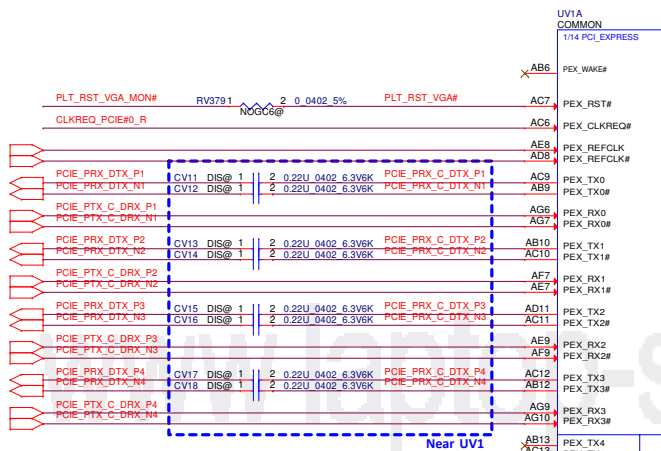 UV1A
COMMON
1/14 PCI_EXPRESS
AB6 PEX_WAKE#
PLT_RST_VGA_MON# RV379 1 2 0_0402_5% PLT_RST_VGA# AC7 PEX_RST#
NOGC6@
CLKREQ_PCIE#0_R AC6 PEX_CLKREQ#
AE8 PEX_REFCLK
AD8 PEX_REFCLK#
PCIE_PRX_DTX_P1 CV11 DIS@ 1 2 0.22U_0402_6.3V6K PCIE_PRX_C_DTX_P1 AC9 PEX_TX0
PCIE_PRX_DTX_N1 CV12 DIS@ 1 2 0.22U_0402_6.3V6K PCIE_PRX_C_DTX_N1 AB9 PEX_TX0#
PCIE_PTX_C_DRX_P1 AG6 PEX_RX0
PCIE_PTX_C_DRX_N1 AG7 PEX_RX0#
PCIE_PRX_DTX_P2 CV13 DIS@ 1 2 0.22U_0402_6.3V6K PCIE_PRX_C_DTX_P2 AB10 PEX_TX1
PCIE_PRX_DTX_N2 CV14 DIS@ 1 2 0.22U_0402_6.3V6K PCIE_PRX_C_DTX_N2 AC10 PEX_TX1#
PCIE_PTX_C_DRX_P2 AF7 PEX_RX1
PCIE_PTX_C_DRX_N2 AE7 PEX_RX1#
PCIE_PRX_DTX_P3 CV15 DIS@ 1 2 0.22U_0402_6.3V6K PCIE_PRX_C_DTX_P3 AD11 PEX_TX2
PCIE_PRX_DTX_N3 CV16 DIS@ 1 2 0.22U_0402_6.3V6K PCIE_PRX_C_DTX_N3 AC11 PEX_TX2#
PCIE_PTX_C_DRX_P3 AE9 PEX_RX2
PCIE_PTX_C_DRX_N3 AF9 PEX_RX2#
PCIE_PRX_DTX_P4 CV17 DIS@ 1 2 0.22U_0402_6.3V6K PCIE_PRX_C_DTX_P4 AC12 PEX_TX3
PCIE_PRX_DTX_N4 CV18 DIS@ 1 2 0.22U_0402_6.3V6K PCIE_PRX_C_DTX_N4 AB12 PEX_TX3#
PCIE_PTX_C_DRX_P4 AG9 PEX_RX3
PCIE_PTX_C_DRX_N4 AG10 PEX_RX3#
Near UV1
AB13 PEX_TX4
www.laptop-s